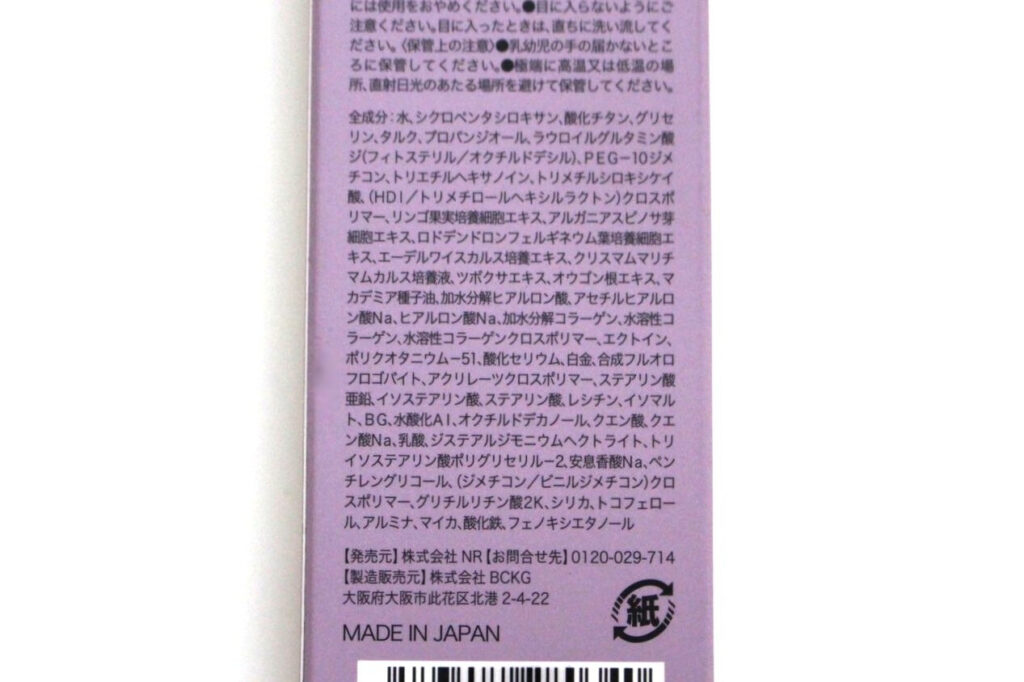 には使用をおやめください。●目に入らないようにご
注意ください。目に入ったときは、直ちに洗い流してく
ださい。〈保管上の注意〉●乳幼児の手の届かないとこ
ろに保管してください。●極端に高温又は低温の場
所、直射日光のあたる場所を避けて保管してください。
全成分：水、シクロペンタシロキサン、酸化チタン、グリセ
リン、タルク、プロパンジオール、ラウロイルグルタミン酸
ジ(フィトステリル／オクチルドデシル)、PEG－10ジメ
チコン、トリエチルヘキサノイン、トリメチルシロキシケイ
酸、(HDI／トリメチロールヘキシルラクトン)クロスポ
リマー、リンゴ果実培養細胞エキス、アルガニアスピノサ芽
細胞エキス、ロドデンドロンフェルギネウム葉培養細胞エ
キス、エーデルワイスカルス培養エキス、クリスマムマリチ
マムカルス培養液、ツボクサエキス、オウゴン根エキス、マ
カデミア種子油、加水分解ヒアルロン酸、アセチルヒアルロ
ン酸Na、ヒアルロン酸Na、加水分解コラーゲン、水溶性コ
ラーゲン、水溶性コラーゲンクロスポリマー、エクトイン、
ポリクオタニウム－51、酸化セリウム、白金、合成フルオロ
フロゴパイト、アクリレーツクロスポリマー、ステアリン酸
亜鉛、イソステアリン酸、ステアリン酸、レシチン、イソマル
ト、BG、水酸化AI、オクチルドデカノール、クエン酸、クエ
ン酸Na、乳酸、ジステアルジモニウムヘクトライト、トリ
イソステアリン酸ポリグリセリル－2、安息香酸Na、ペン
チレングリコール、(ジメチコン／ビニルジメチコン)クロ
スポリマー、グリチルリチン酸2K、シリカ、トコフェロー
ル、アルミナ、マイカ、酸化鉄、フェノキシエタノール
【発売元】株式会社 NR【お問合せ先】0120-029-714
【製造販売元】株式会社 BCKG
大阪府大阪市此花区北港 2-4-22
紙
MADE IN JAPAN